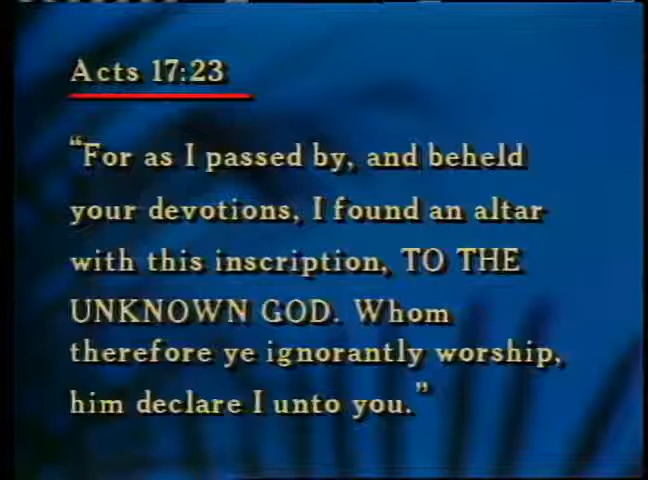 Acts 17:23
“For as I passed by, and beheld
your devotions, I found an altar
with this inscription, TO THE
UNKNOWN GOD. Whom
therefore ye ignorantly worship,
him declare I unto you.”